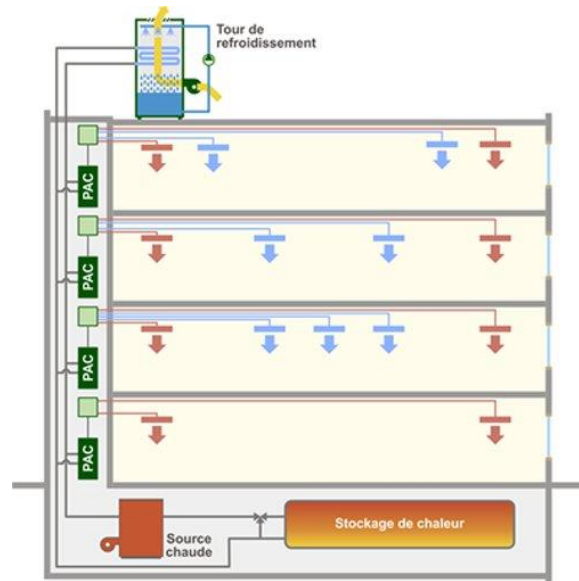 Tour de
refroidissement
PAC
PAC
PAC
PAC
Source
chaude
Stockage de chaleur